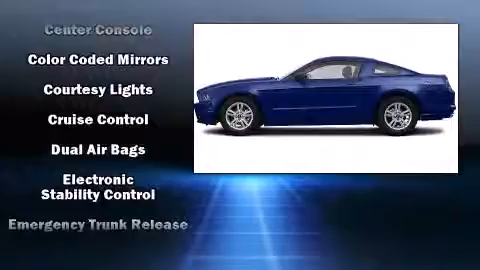 Center Console
Color Coded Mirrors
Courtesy Lights
Cruise Control
Dual Air Bags
Electronic
Stability Control
Emergency Trunk Release